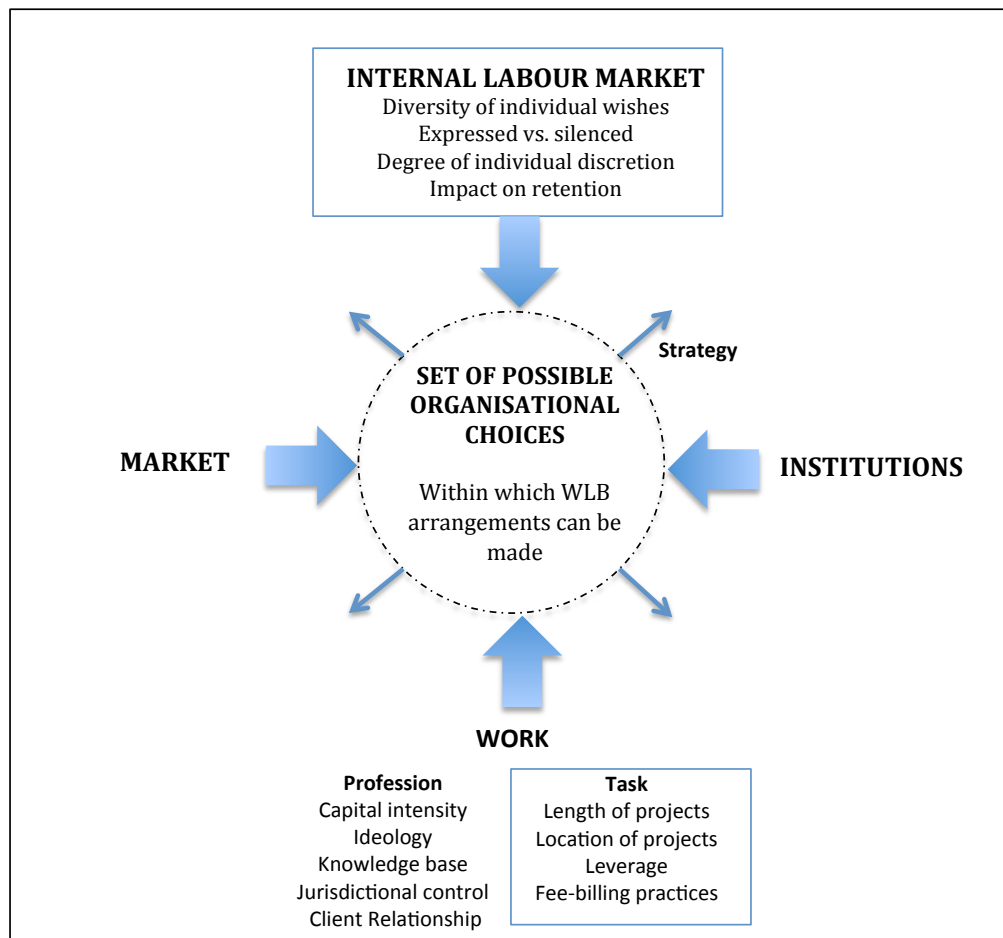 INTERNAL LABOUR MARKET
Diversity of individual wishes
Expressed vs. silenced
Degree of individual discretion
Impact on retention
Strategy
SET OF POSSIBLE
ORGANISATIONAL
CHOICES
Within which WLB
arrangements can be
made
MARKET
INSTITUTIONS
WORK
Profession
Capital intensity
Ideology
Knowledge base
Jurisdictional control
Client Relationship
Task
Length of projects
Location of projects
Leverage
Fee-billing practices